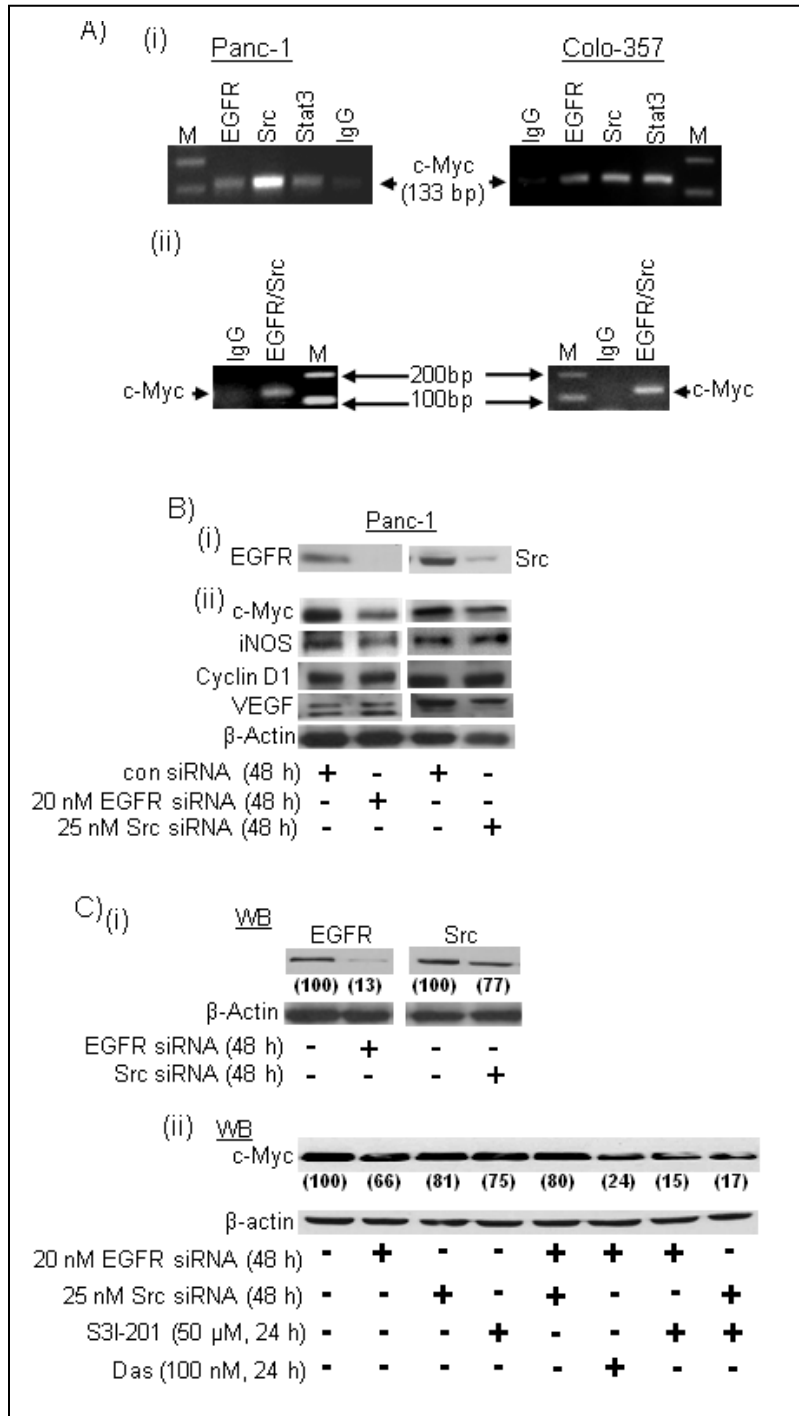 A) (i) Panc-1 Colo-357
M EGFR Src Stat3 IgG IgG EGFR Src Stat3 M
c-Myc
(133 bp)
(ii)
IgG EGFR/Src M M IgG EGFR/Src
200bp
c-Myc 100bp c-Myc
B) Panc-1
(i)
EGFR Src
(ii) c-Myc
iNOS
Cyclin D1
VEGF
β-Actin
con siRNA (48 h) + - + -
20 nM EGFR siRNA (48 h) - + - -
25 nM Src siRNA (48 h) - - - +
C) (i) WB
EGFR Src
(100) (13) (100) (77)
β-Actin
EGFR siRNA (48 h) - + - -
Src siRNA (48 h) - - - +
(ii) WB
c-Myc
(100) (66) (81) (75) (80) (24) (15) (17)
β-actin
20 nM EGFR siRNA (48 h) - + - - + + + -
25 nM Src siRNA (48 h) - - + - + - - +
S3I-201 (50 µM, 24 h) - - - + - - + +
Das (100 nM, 24 h) - - - - - + - -